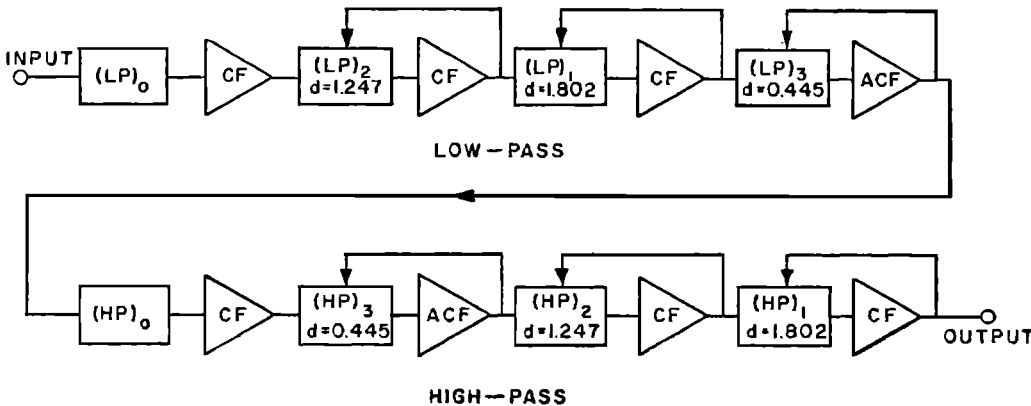 INPUT
(LP)₀
CF
(LP)₂
d=1.247
CF
(LP)₁
d=1.802
CF
(LP)₃
d=0.445
ACF
LOW-PASS
(HP)₀
CF
(HP)₃
d=0.445
ACF
(HP)₂
d=1.247
CF
(HP)₁
d=1.802
CF
OUTPUT
HIGH-PASS